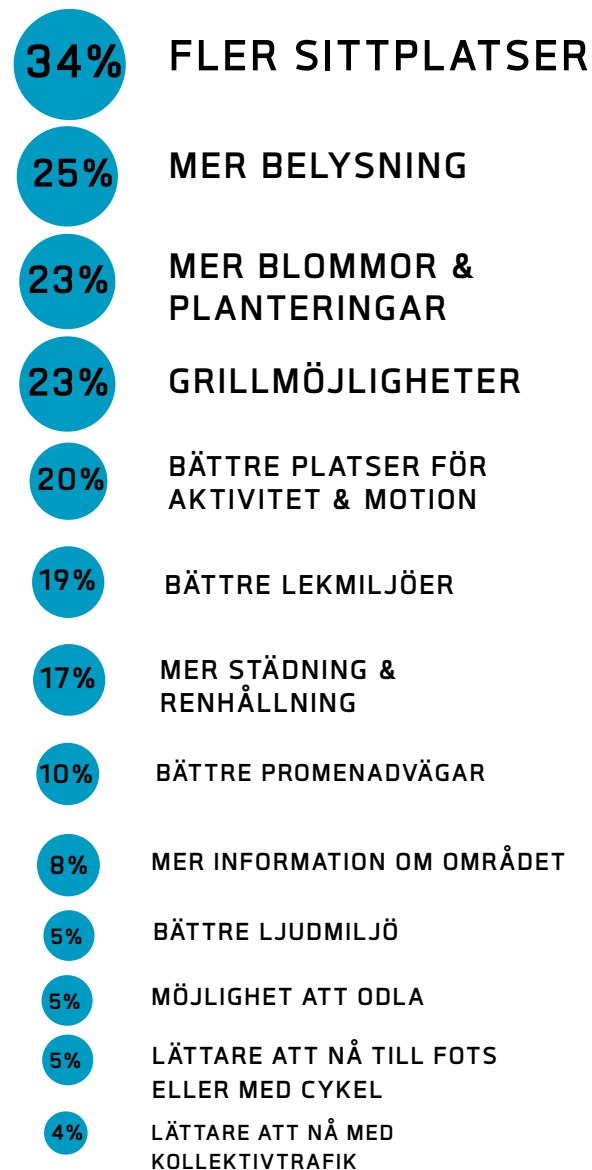 34% FLER SITTPLATSER
25% MER BELYSNING
23% MER BLOMMOR &
PLANTERINGAR
23% GRILLMÖJLIGHETER
20% BÄTTRE PLATSER FÖR
AKTIVITET & MOTION
19% BÄTTRE LEKMILJÖER
17% MER STÄDNING &
RENHÅLLNING
10% BÄTTRE PROMENADVÄGAR
8% MER INFORMATION OM OMRÅDET
5% BÄTTRE LJUDMILJÖ
5% MÖJLIGHET ATT ODLA
5% LÄTTARE ATT NÅ TILL FOTS
ELLER MED CYKEL
4% LÄTTARE ATT NÅ MED
KOLLEKTIVTRAFIK